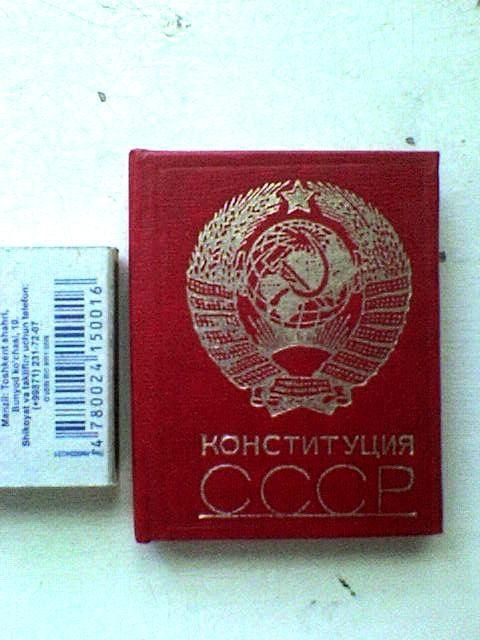 Manzil: Toshkent shahri,
Bunyod ko'chasi, 19.
Shikoyat va takliflar uchun telefon:
(+99871) 231-72-07
4 780024 150016
КОНСТИТУЦИЯ
СССР